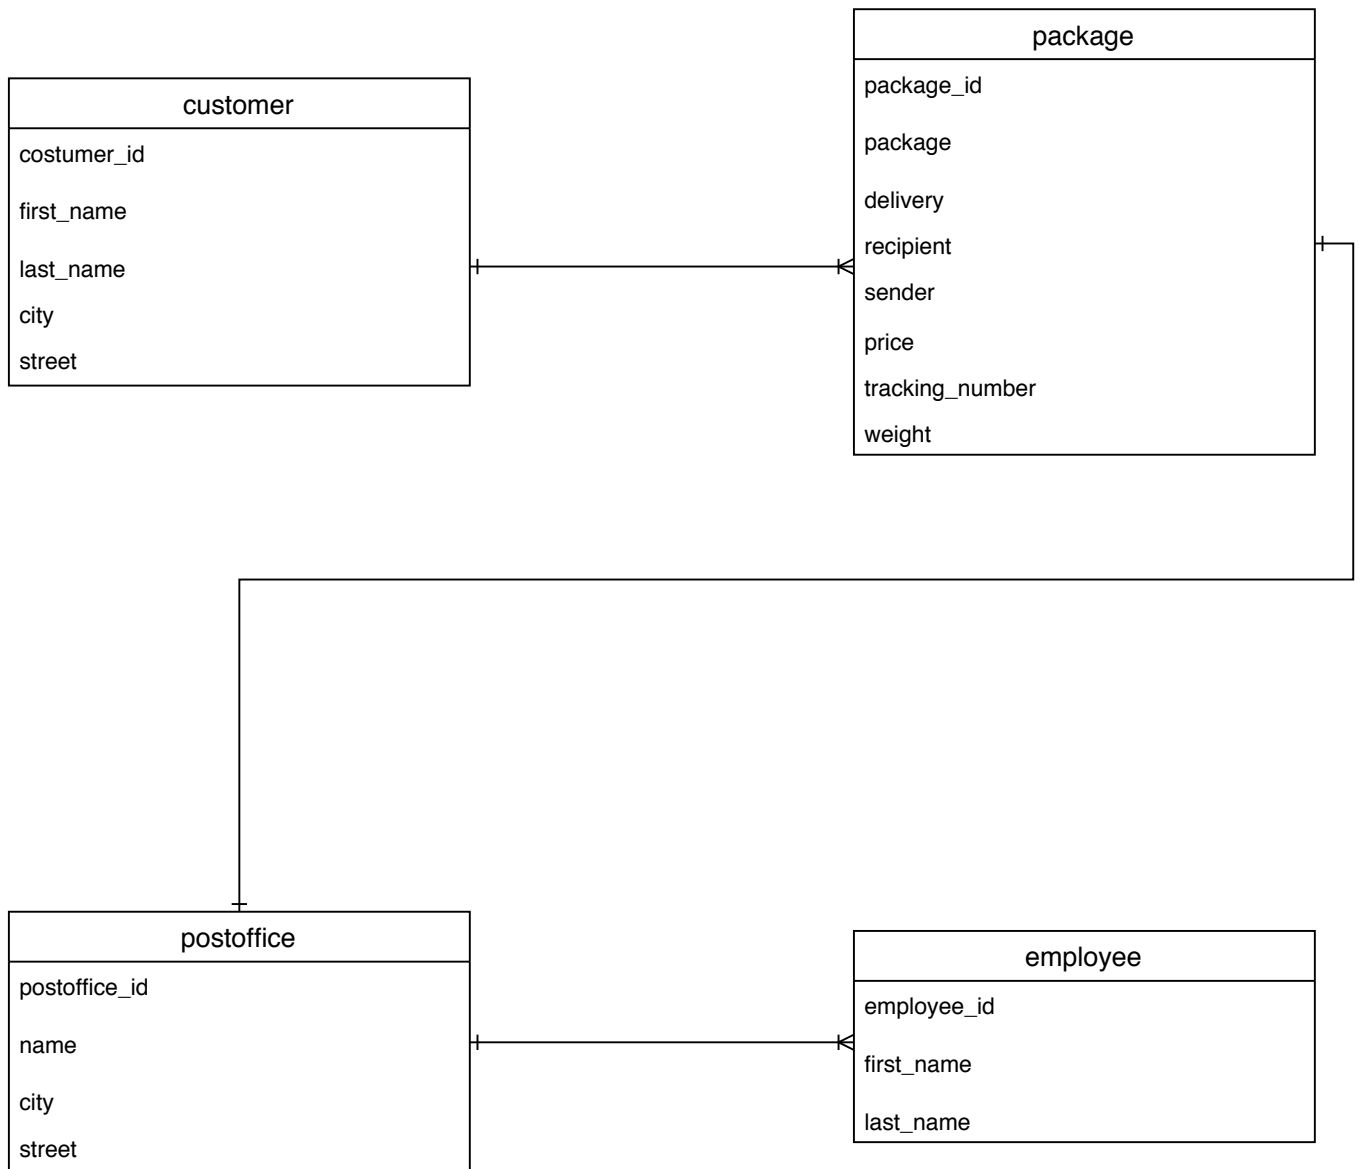 customer
costumer_id
first_name
last_name
city
street
package
package_id
package
delivery
recipient
sender
price
tracking_number
weight
postoffice
postoffice_id
name
city
street
employee
employee_id
first_name
last_name